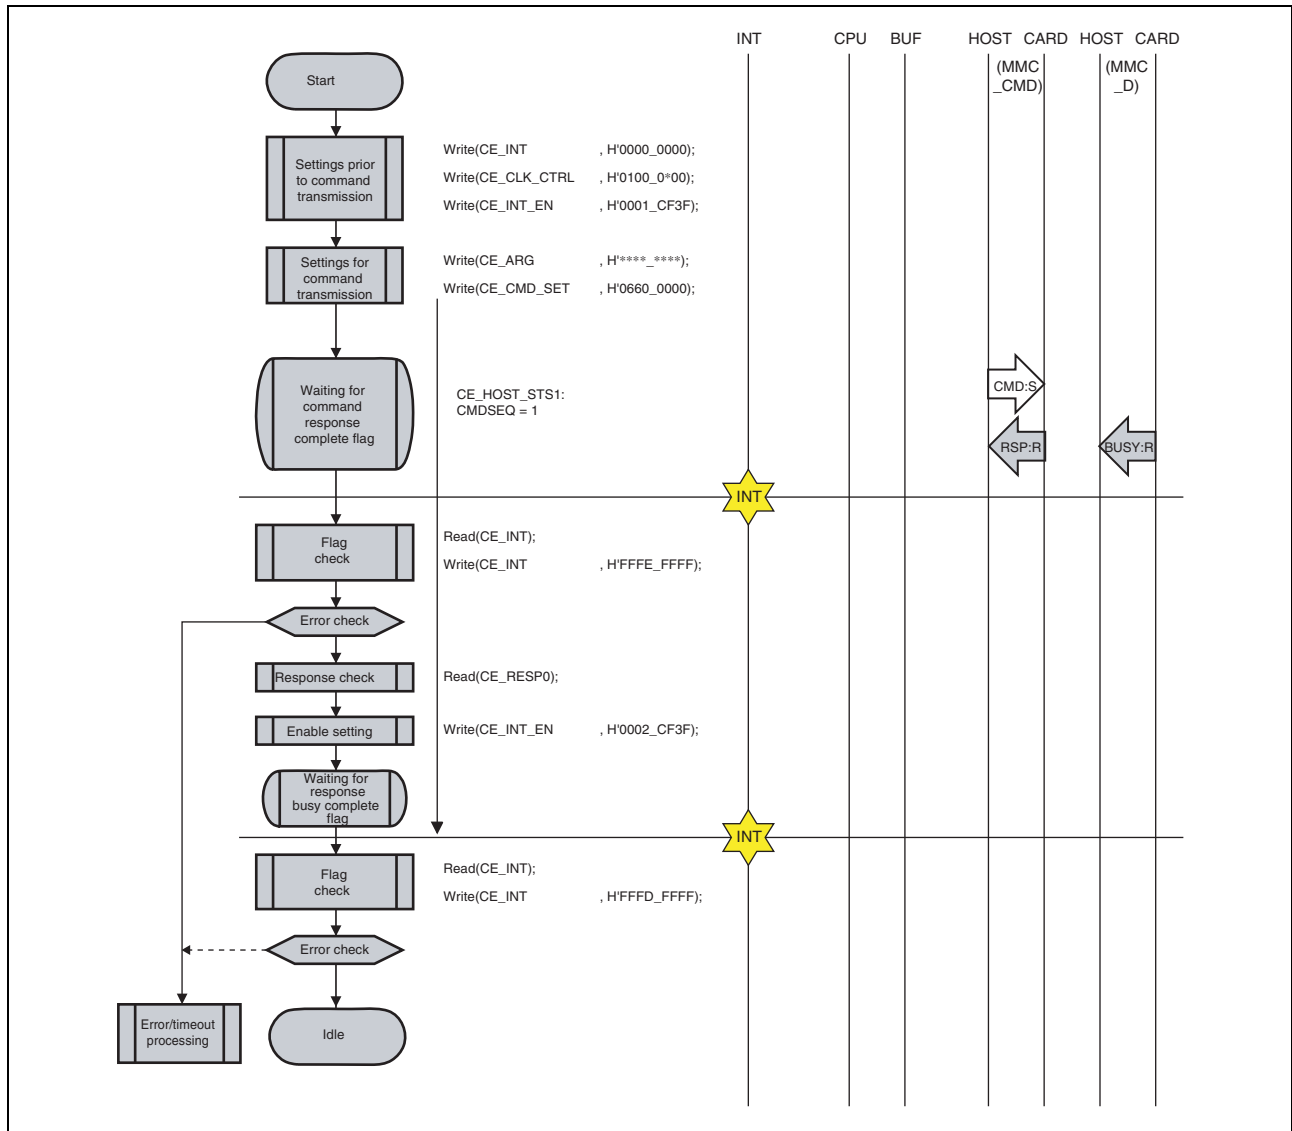 INT CPU BUF HOST CARD HOST CARD
(MMC
_CMD)
(MMC
_D)
Start
Settings prior
to command
transmission
Write(CE_INT , H'0000_0000);
Write(CE_CLK_CTRL , H'0100_0*00);
Write(CE_INT_EN , H'0001_CF3F);
Settings for
command
transmission
Write(CE_ARG , H'****_****);
Write(CE_CMD_SET , H'0660_0000);
Waiting for
command
response
complete flag
CE_HOST_STS1:
CMDSEQ = 1
CMD:S
RSP:R
BUSY:R
INT
Flag
check
Read(CE_INT);
Write(CE_INT , H'FFFE_FFFF);
Error check
Response check
Read(CE_RESP0);
Enable setting
Write(CE_INT_EN , H'0002_CF3F);
Waiting for
response
busy complete
flag
INT
Flag
check
Read(CE_INT);
Write(CE_INT , H'FFFD_FFFF);
Error check
Error/timeout
processing
Idle